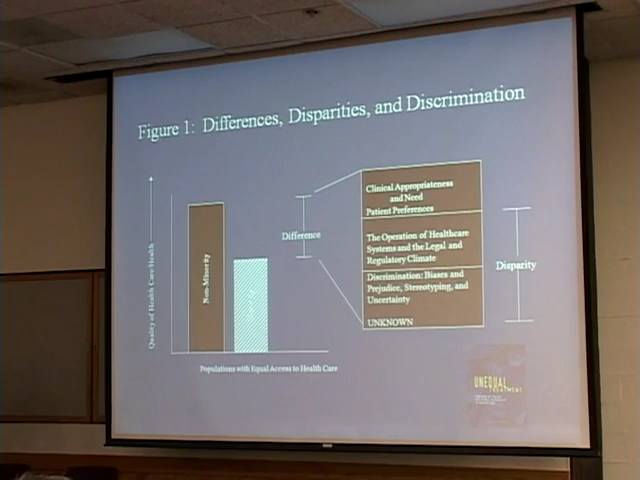 Figure 1: Differences, Disparities, and Discrimination
Quality of Health Care/Health
Non-Minority
Difference
Clinical Appropriateness
and Need
Patient Preferences
The Operation of Healthcare
Systems and the Legal and
Regulatory Climate
Discrimination: Biases and
Prejudice, Stereotyping, and
Uncertainty
UNKNOWN
Disparity
Populations with Equal Access to Health Care
UNEQUAL
TREATMENT